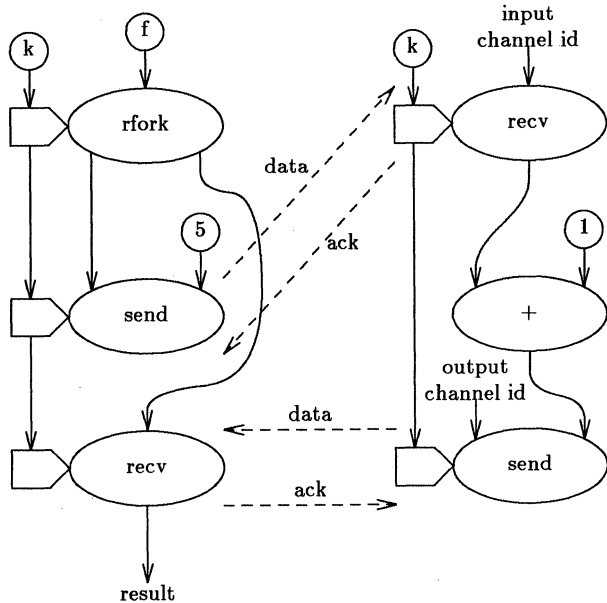 k
f
rfork
data
ack
5
send
data
recv
ack
result
k
input
channel id
recv
1
+
output
channel id
send